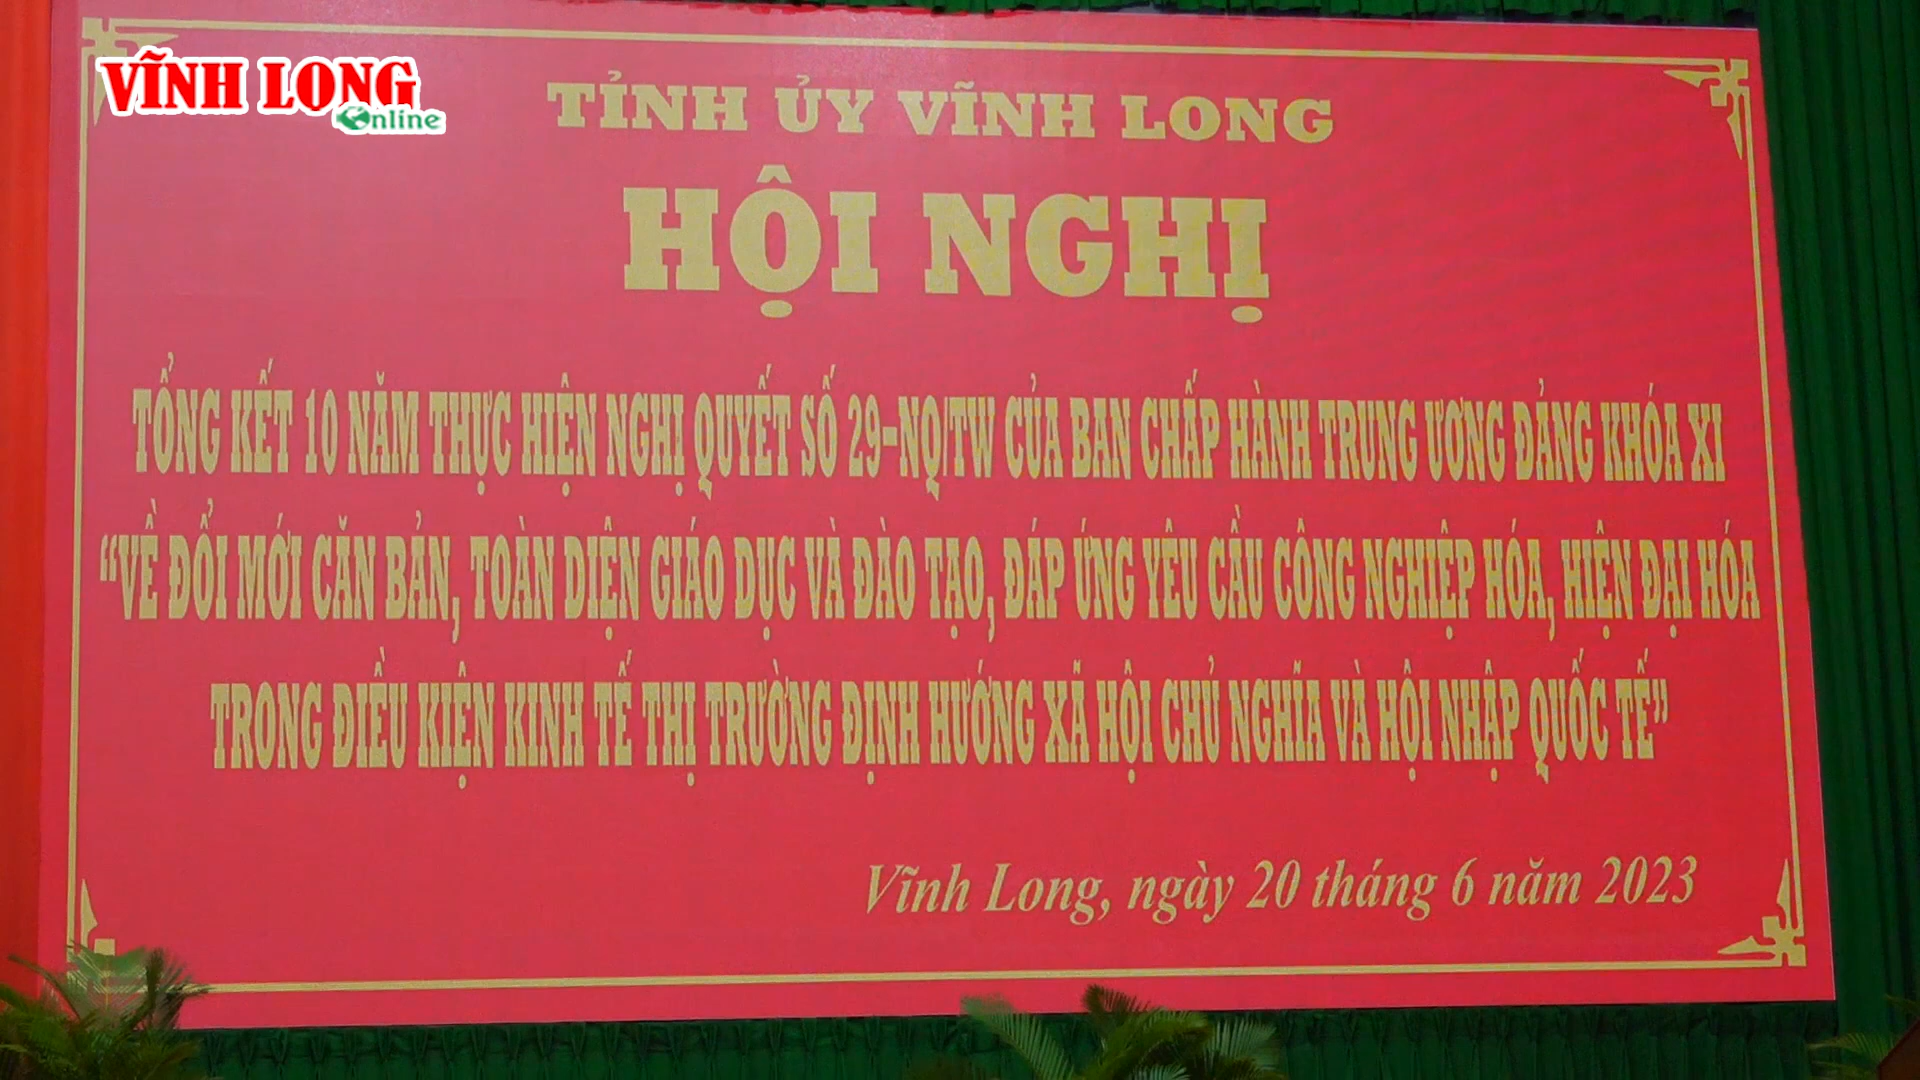 VĨNH LONG
Online
TỈNH ỦY VĨNH LONG
HỘI NGHỊ
TỔNG KẾT 10 NĂM THỰC HIỆN NGHỊ QUYẾT SỐ 29-NQ/TW CỦA BAN CHẤP HÀNH TRUNG ƯƠNG ĐẢNG KHÓA XI
“VỀ ĐỔI MỚI CĂN BẢN, TOÀN DIỆN GIÁO DỤC VÀ ĐÀO TẠO, ĐÁP ỨNG YÊU CẦU CÔNG NGHIỆP HÓA, HIỆN ĐẠI HÓA
TRONG ĐIỀU KIỆN KINH TẾ THỊ TRƯỜNG ĐỊNH HƯỚNG XÃ HỘI CHỦ NGHĨA VÀ HỘI NHẬP QUỐC TẾ”
Vĩnh Long, ngày 20 tháng 6 năm 2023